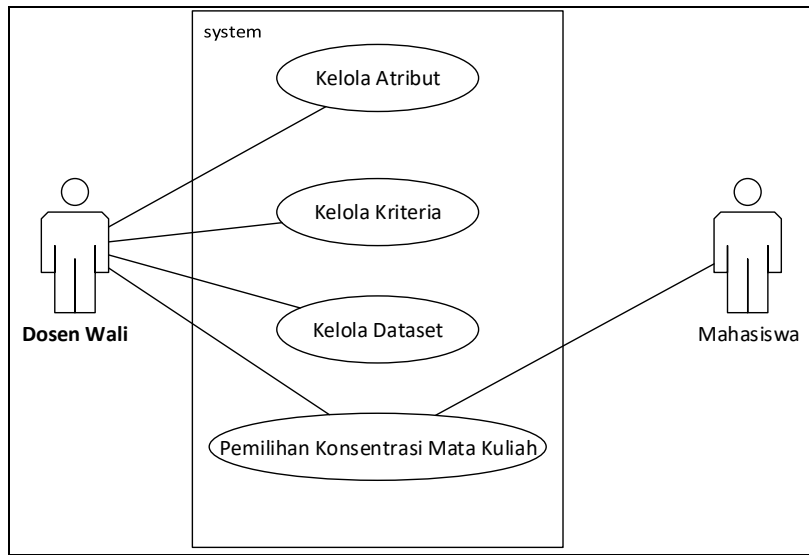 system
Kelola Atribut
Kelola Kriteria
Kelola Dataset
Dosen Wali
Mahasiswa
Pemilihan Konsentrasi Mata Kuliah